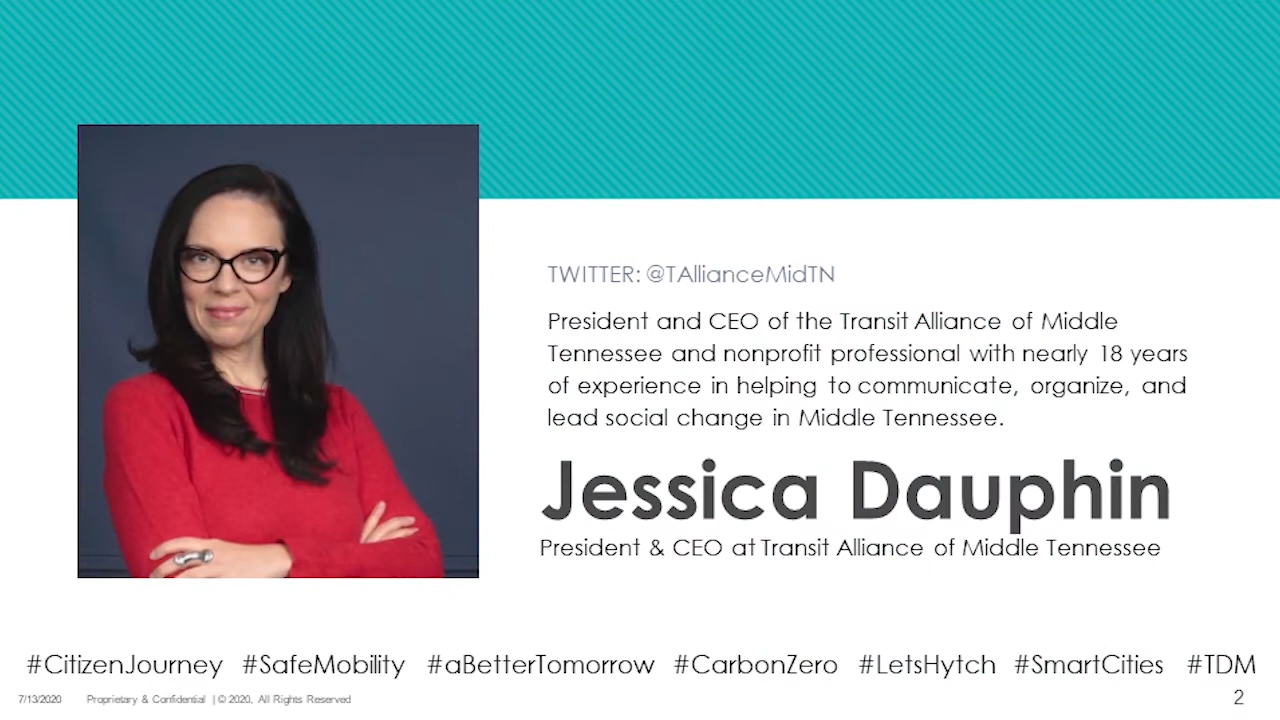 TWITTER: @TAllianceMidTN
President and CEO of the Transit Alliance of Middle
Tennessee and nonprofit professional with nearly 18 years
of experience in helping to communicate, organize, and
lead social change in Middle Tennessee.
Jessica Dauphin
President & CEO at Transit Alliance of Middle Tennessee
#CitizenJourney #SafeMobility #aBetterTomorrow #CarbonZero #LetsHytch #SmartCities #TDM
7/13/2020 Proprietary & Confidential | © 2020, All Rights Reserved 2